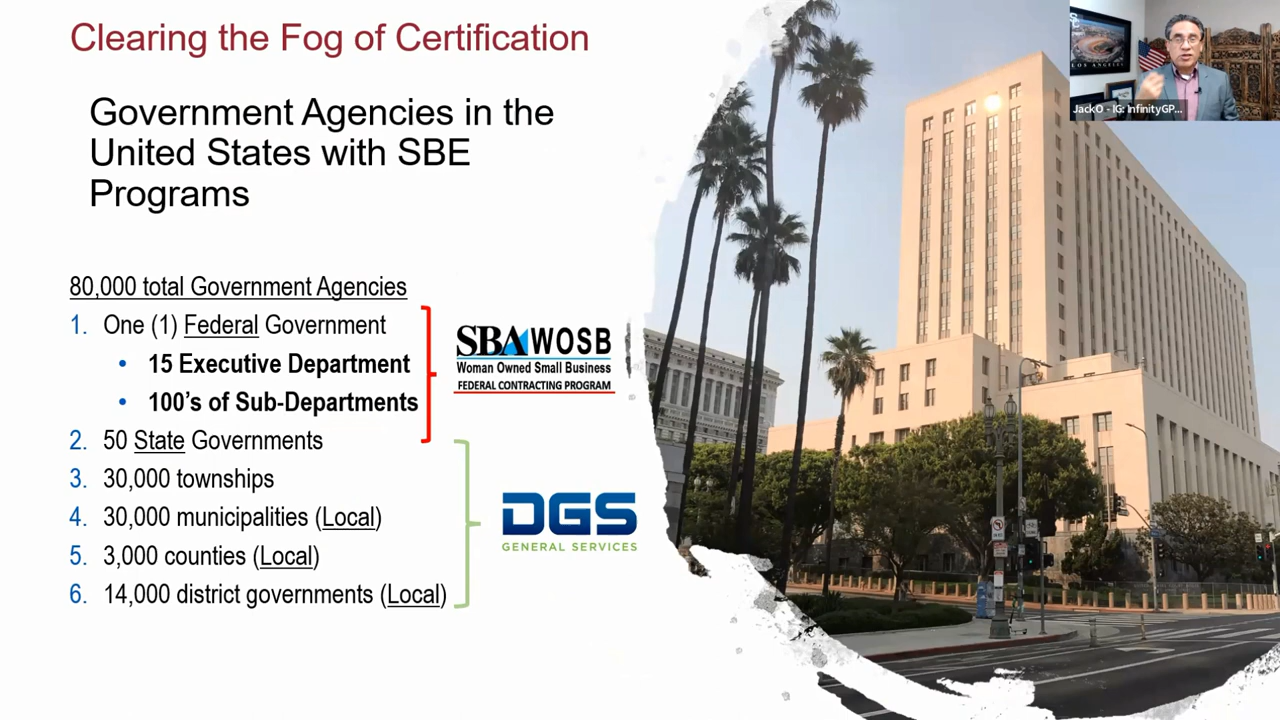 Clearing the Fog of Certification
Government Agencies in the
United States with SBE
Programs
80,000 total Government Agencies
1. One (1) Federal Government
• 15 Executive Department
• 100's of Sub-Departments
2. 50 State Governments
3. 30,000 townships
4. 30,000 municipalities (Local)
5. 3,000 counties (Local)
6. 14,000 district governments (Local)
SBA WOSB
Woman Owned Small Business
FEDERAL CONTRACTING PROGRAM
DGS
GENERAL SERVICES
LOS ANGELES
JackO - IG: InfinityGP...